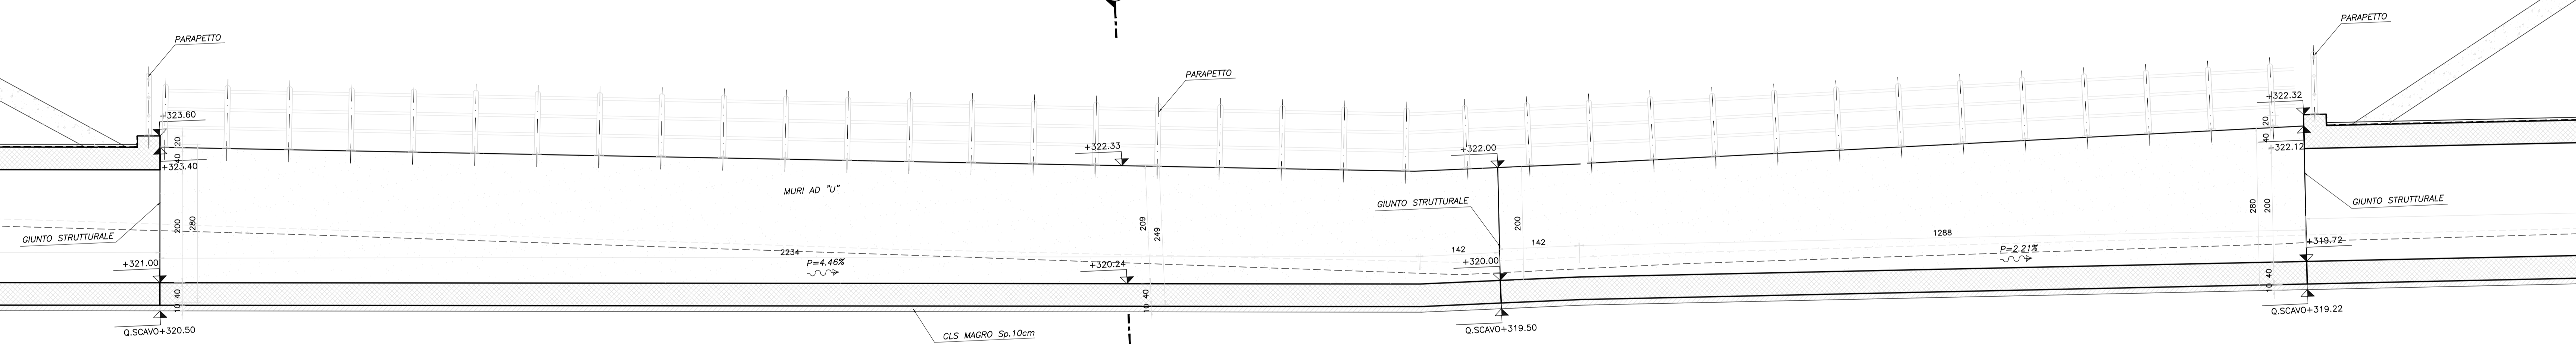 PARAPETTO
PARAPETTO
PARAPETTO
+323.60
+322.32
20
40
+323.40
+322.33
+322.00
20
40
+322.12
MURI AD "U"
GIUNTO STRUTTURALE
GIUNTO STRUTTURALE
GIUNTO STRUTTURALE
200
280
209
249
200
280
200
2234
142
142
1288
P=4.46%
P=2.21%
+321.00
+320.24
+320.00
+319.72
10 40
10 40
10 40
Q.SCAVO+320.50
CLS MAGRO Sp.10cm
Q.SCAVO+319.50
Q.SCAVO+319.22